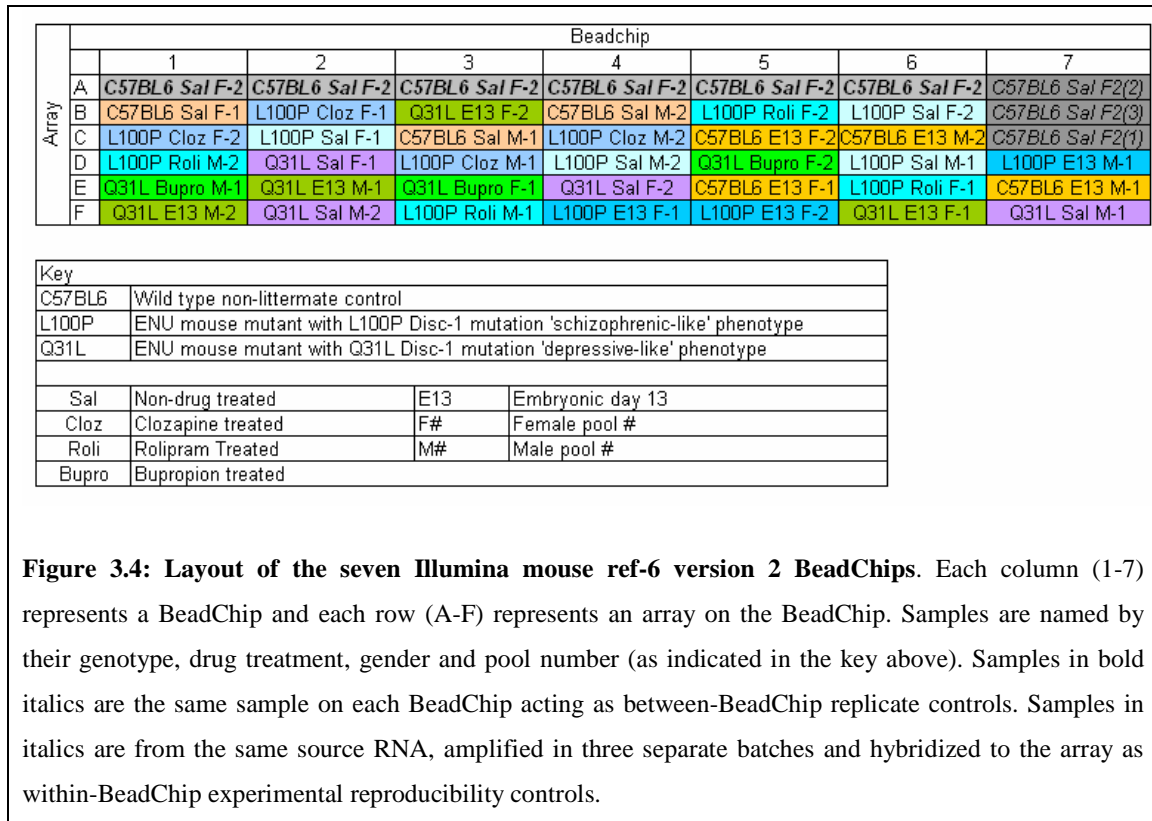 Beadchip
1 2 3 4 5 6 7
Array
A C57BL6 Sal F-2 C57BL6 Sal F-2 C57BL6 Sal F-2 C57BL6 Sal F-2 C57BL6 Sal F-2 C57BL6 Sal F-2 C57BL6 Sal F2(2)
B C57BL6 Sal F-1 L100P Cloz F-1 Q31L E13 F-2 C57BL6 Sal M-2 L100P Roli F-2 L100P Sal F-2 C57BL6 Sal F2(3)
C L100P Cloz F-2 L100P Sal F-1 C57BL6 Sal M-1 L100P Cloz M-2 C57BL6 E13 F-2 C57BL6 E13 M-2 C57BL6 Sal F2(1)
D L100P Roli M-2 Q31L Sal F-1 L100P Cloz M-1 L100P Sal M-2 Q31L Bupro F-2 L100P Sal M-1 L100P E13 M-1
E Q31L Bupro M-1 Q31L E13 M-1 Q31L Bupro F-1 Q31L Sal F-2 C57BL6 E13 F-1 L100P Roli F-1 C57BL6 E13 M-1
F Q31L E13 M-2 Q31L Sal M-2 L100P Roli M-1 L100P E13 F-1 L100P E13 F-2 Q31L E13 F-1 Q31L Sal M-1
Key
C57BL6 Wild type non-littermate control
L100P ENU mouse mutant with L100P Disc-1 mutation 'schizophrenic-like' phenotype
Q31L ENU mouse mutant with Q31L Disc-1 mutation 'depressive-like' phenotype
Sal Non-drug treated E13 Embryonic day 13
Cloz Clozapine treated F# Female pool #
Roli Rolipram Treated M# Male pool #
Bupro Bupropion treated
Figure 3.4: Layout of the seven Illumina mouse ref-6 version 2 BeadChips. Each column (1-7)
represents a BeadChip and each row (A-F) represents an array on the BeadChip. Samples are named by
their genotype, drug treatment, gender and pool number (as indicated in the key above). Samples in bold
italics are the same sample on each BeadChip acting as between-BeadChip replicate controls. Samples in
italics are from the same source RNA, amplified in three separate batches and hybridized to the array as
within-BeadChip experimental reproducibility controls.